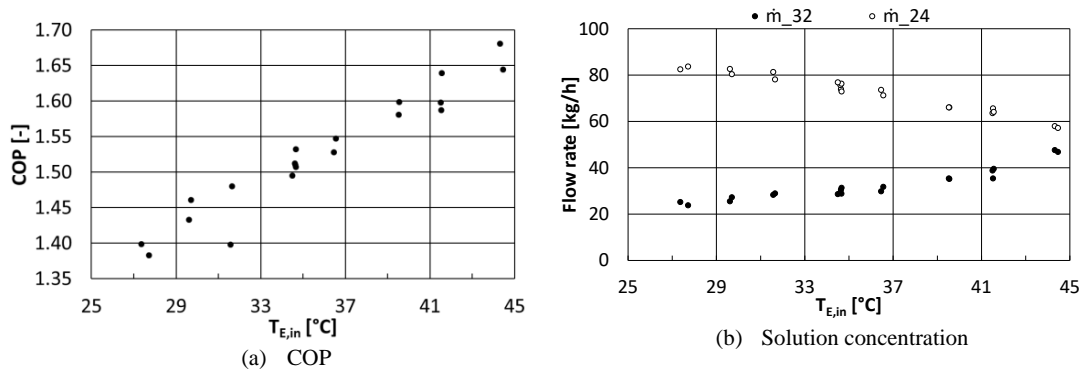 1.70
1.65
1.60
1.55
1.50
1.45
1.40
1.35
COP [-]
25 29 33 37 41 45
T_E,in [°C]
(a) COP
● ṁ_32 ○ ṁ_24
100
80
60
40
20
0
Flow rate [kg/h]
25 29 33 37 41 45
T_E,in [°C]
(b) Solution concentration